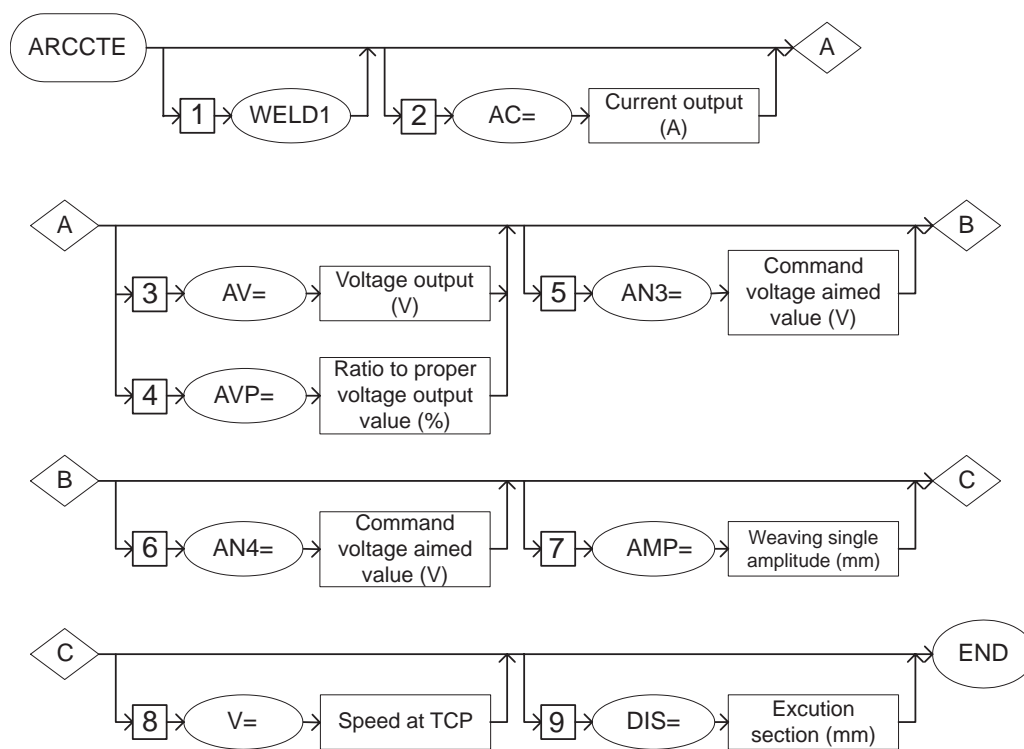 ARCCTE
A
1
WELD1
2
AC=
Current output
(A)
A
B
3
AV=
Voltage output
(V)
5
AN3=
Command
voltage aimed
value (V)
4
AVP=
Ratio to proper
voltage output
value (%)
B
C
6
AN4=
Command
voltage aimed
value (V)
7
AMP=
Weaving single
amplitude (mm)
C
END
8
V=
Speed at TCP
9
DIS=
Excution
section (mm)